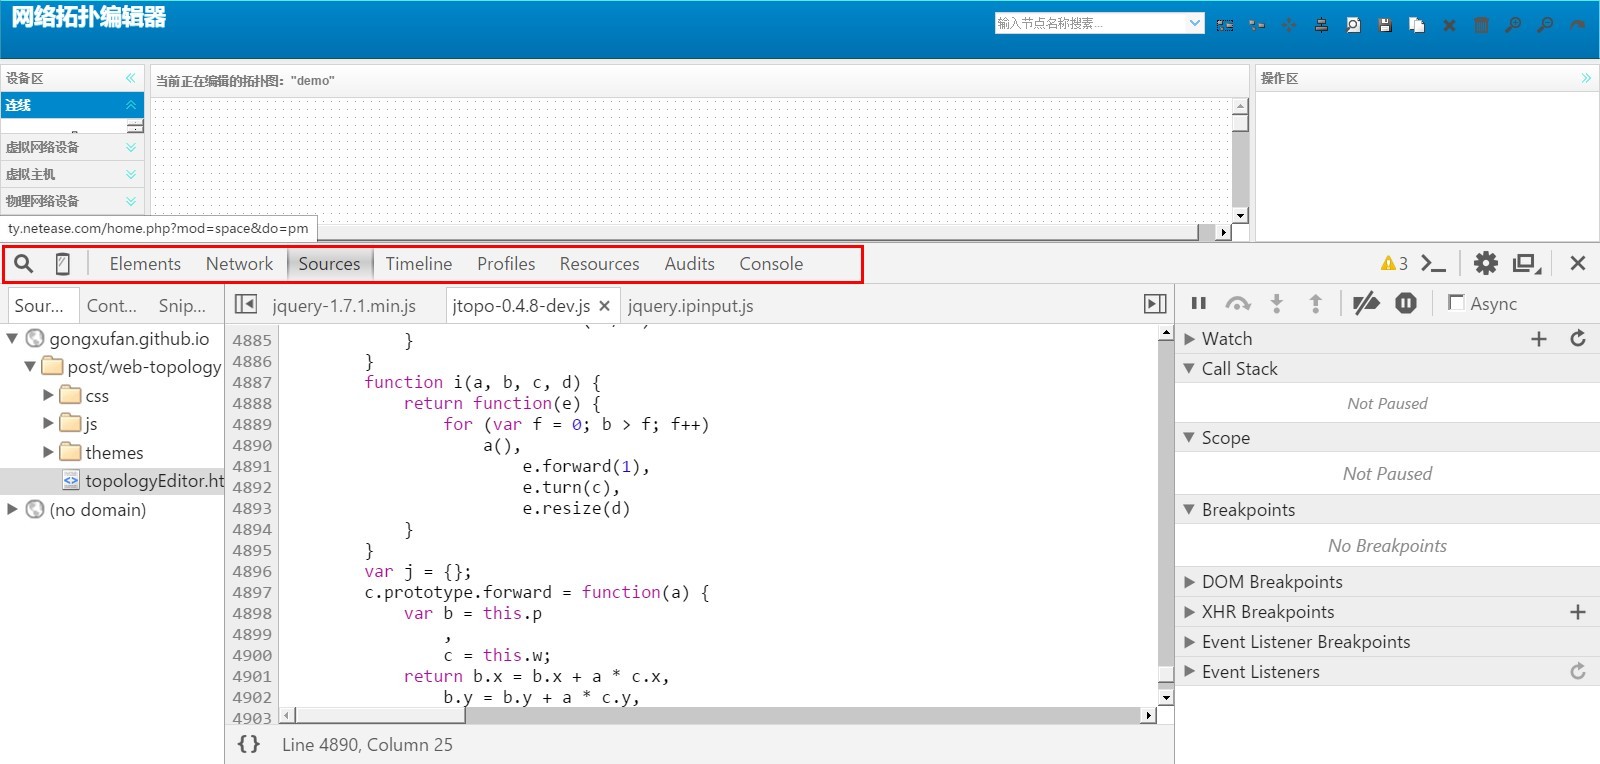 网络拓扑编辑器
输入节点名称搜素...
设备区
当前正在编辑的拓扑图："demo"
操作区
连线
虚拟网络设备
虚拟主机
物理网络设备
ty.netease.com/home.php?mod=space&do=pm
Elements Network Sources Timeline Profiles Resources Audits Console
3
Sour... Cont... Snip...
jquery-1.7.1.min.js jtopo-0.4.8-dev.js jquery.ipinput.js
Async
gongxufan.github.io
post/web-topology
css
js
themes
topologyEditor.ht
(no domain)
4885 }
4886 }
4887 function i(a, b, c, d) {
4888 return function(e) {
4889 for (var f = 0; b > f; f++)
4890 a(),
4891 e.forward(1),
4892 e.turn(c),
4893 e.resize(d)
4894 }
4895 }
4896 var j = {};
4897 c.prototype.forward = function(a) {
4898 var b = this.p
4899 ,
4900 c = this.w;
4901 return b.x = b.x + a * c.x,
4902 b.y = b.y + a * c.y,
4903
{} Line 4890, Column 25
Watch
Call Stack
Not Paused
Scope
Not Paused
Breakpoints
No Breakpoints
DOM Breakpoints
XHR Breakpoints
Event Listener Breakpoints
Event Listeners